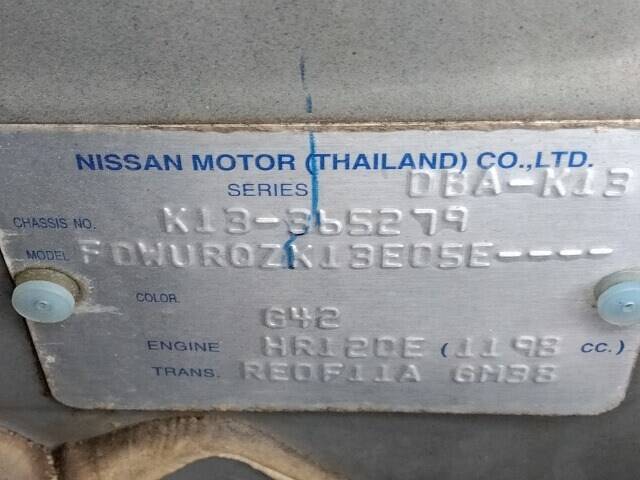 NISSAN MOTOR (THAILAND) CO.,LTD.
SERIES DBA-K13
CHASSIS NO. K13-365279
MODEL FDWURQZK13E05E----
COLOR G42
ENGINE HR12DE (1198 CC.)
TRANS. RE0F11A GM38